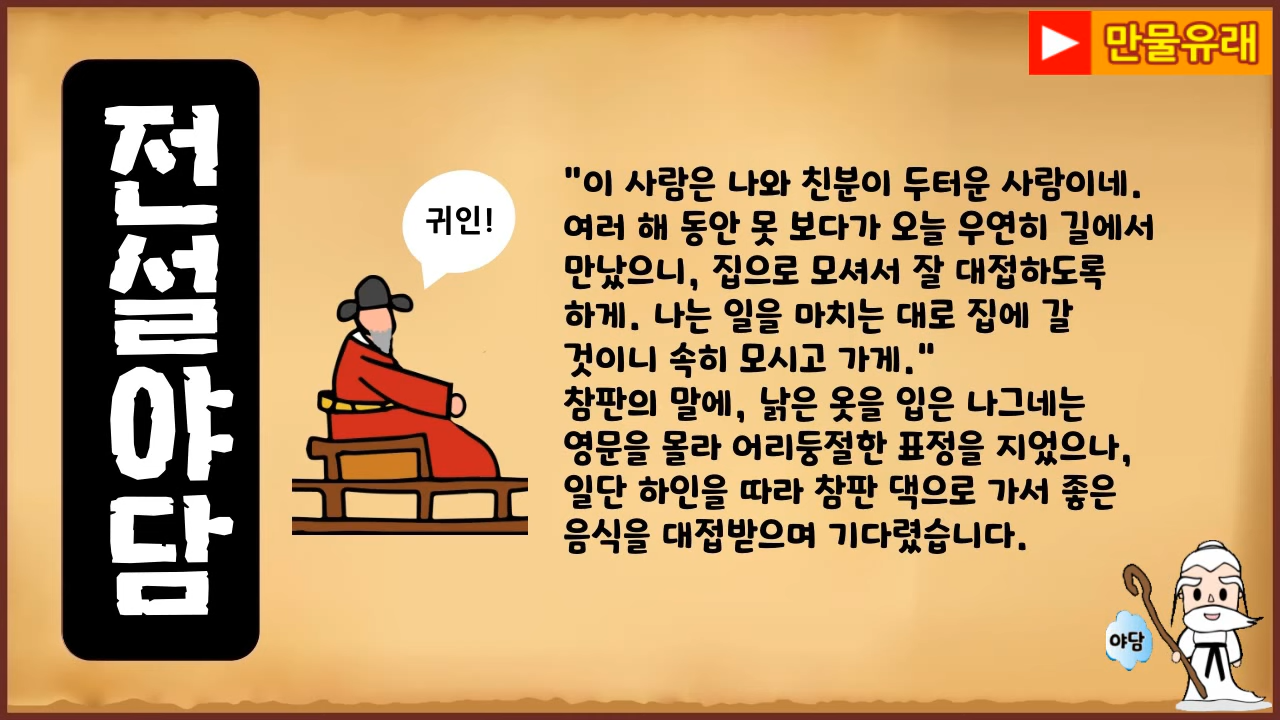 만물유래
전설야담
귀인!
"이 사람은 나와 친분이 두터운 사람이네.
여러 해 동안 못 보다가 오늘 우연히 길에서
만났으니, 집으로 모셔서 잘 대접하도록
하게. 나는 일을 마치는 대로 집에 갈
것이니 속히 모시고 가게."
참판의 말에, 낡은 옷을 입은 나그네는
영문을 몰라 어리둥절한 표정을 지었으나,
일단 하인을 따라 참판 댁으로 가서 좋은
음식을 대접받으며 기다렸습니다.
야담